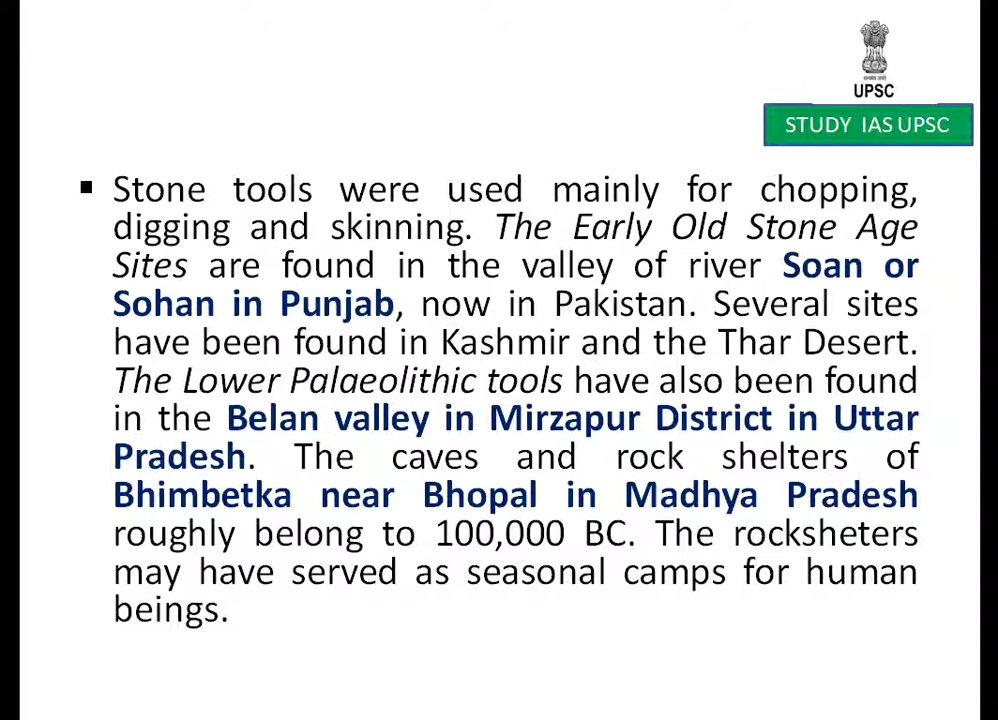 UPSC
STUDY IAS UPSC
▪ Stone tools were used mainly for chopping,
digging and skinning. The Early Old Stone Age
Sites are found in the valley of river Soan or
Sohan in Punjab, now in Pakistan. Several sites
have been found in Kashmir and the Thar Desert.
The Lower Palaeolithic tools have also been found
in the Belan valley in Mirzapur District in Uttar
Pradesh. The caves and rock shelters of
Bhimbetka near Bhopal in Madhya Pradesh
roughly belong to 100,000 BC. The rocksheters
may have served as seasonal camps for human
beings.